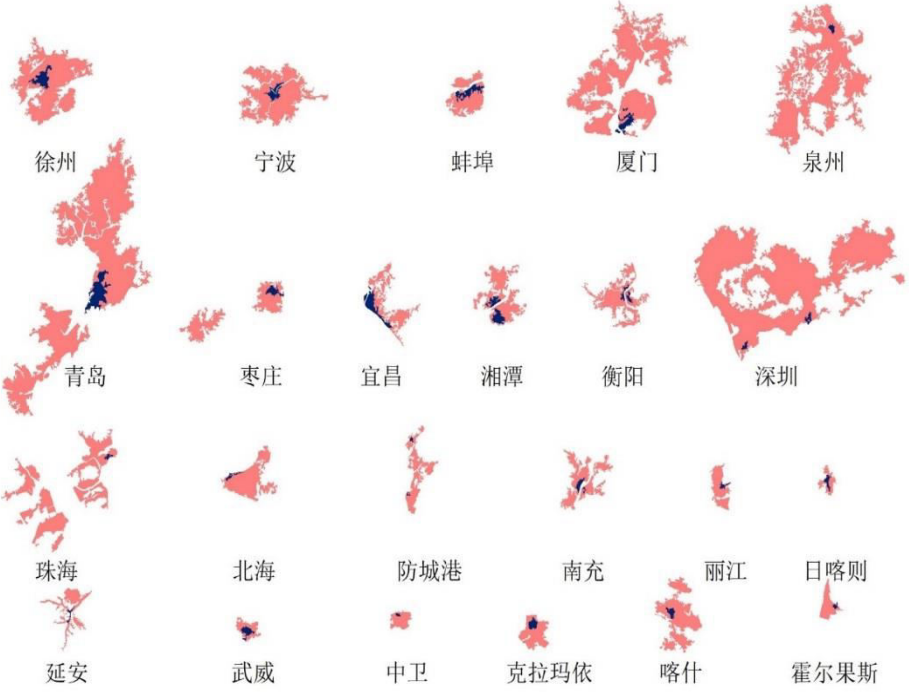 徐州 宁波 蚌埠 厦门 泉州
青岛 枣庄 宜昌 湘潭 衡阳 深圳
珠海 北海 防城港 南充 丽江 日喀则
延安 武威 中卫 克拉玛依 喀什 霍尔果斯